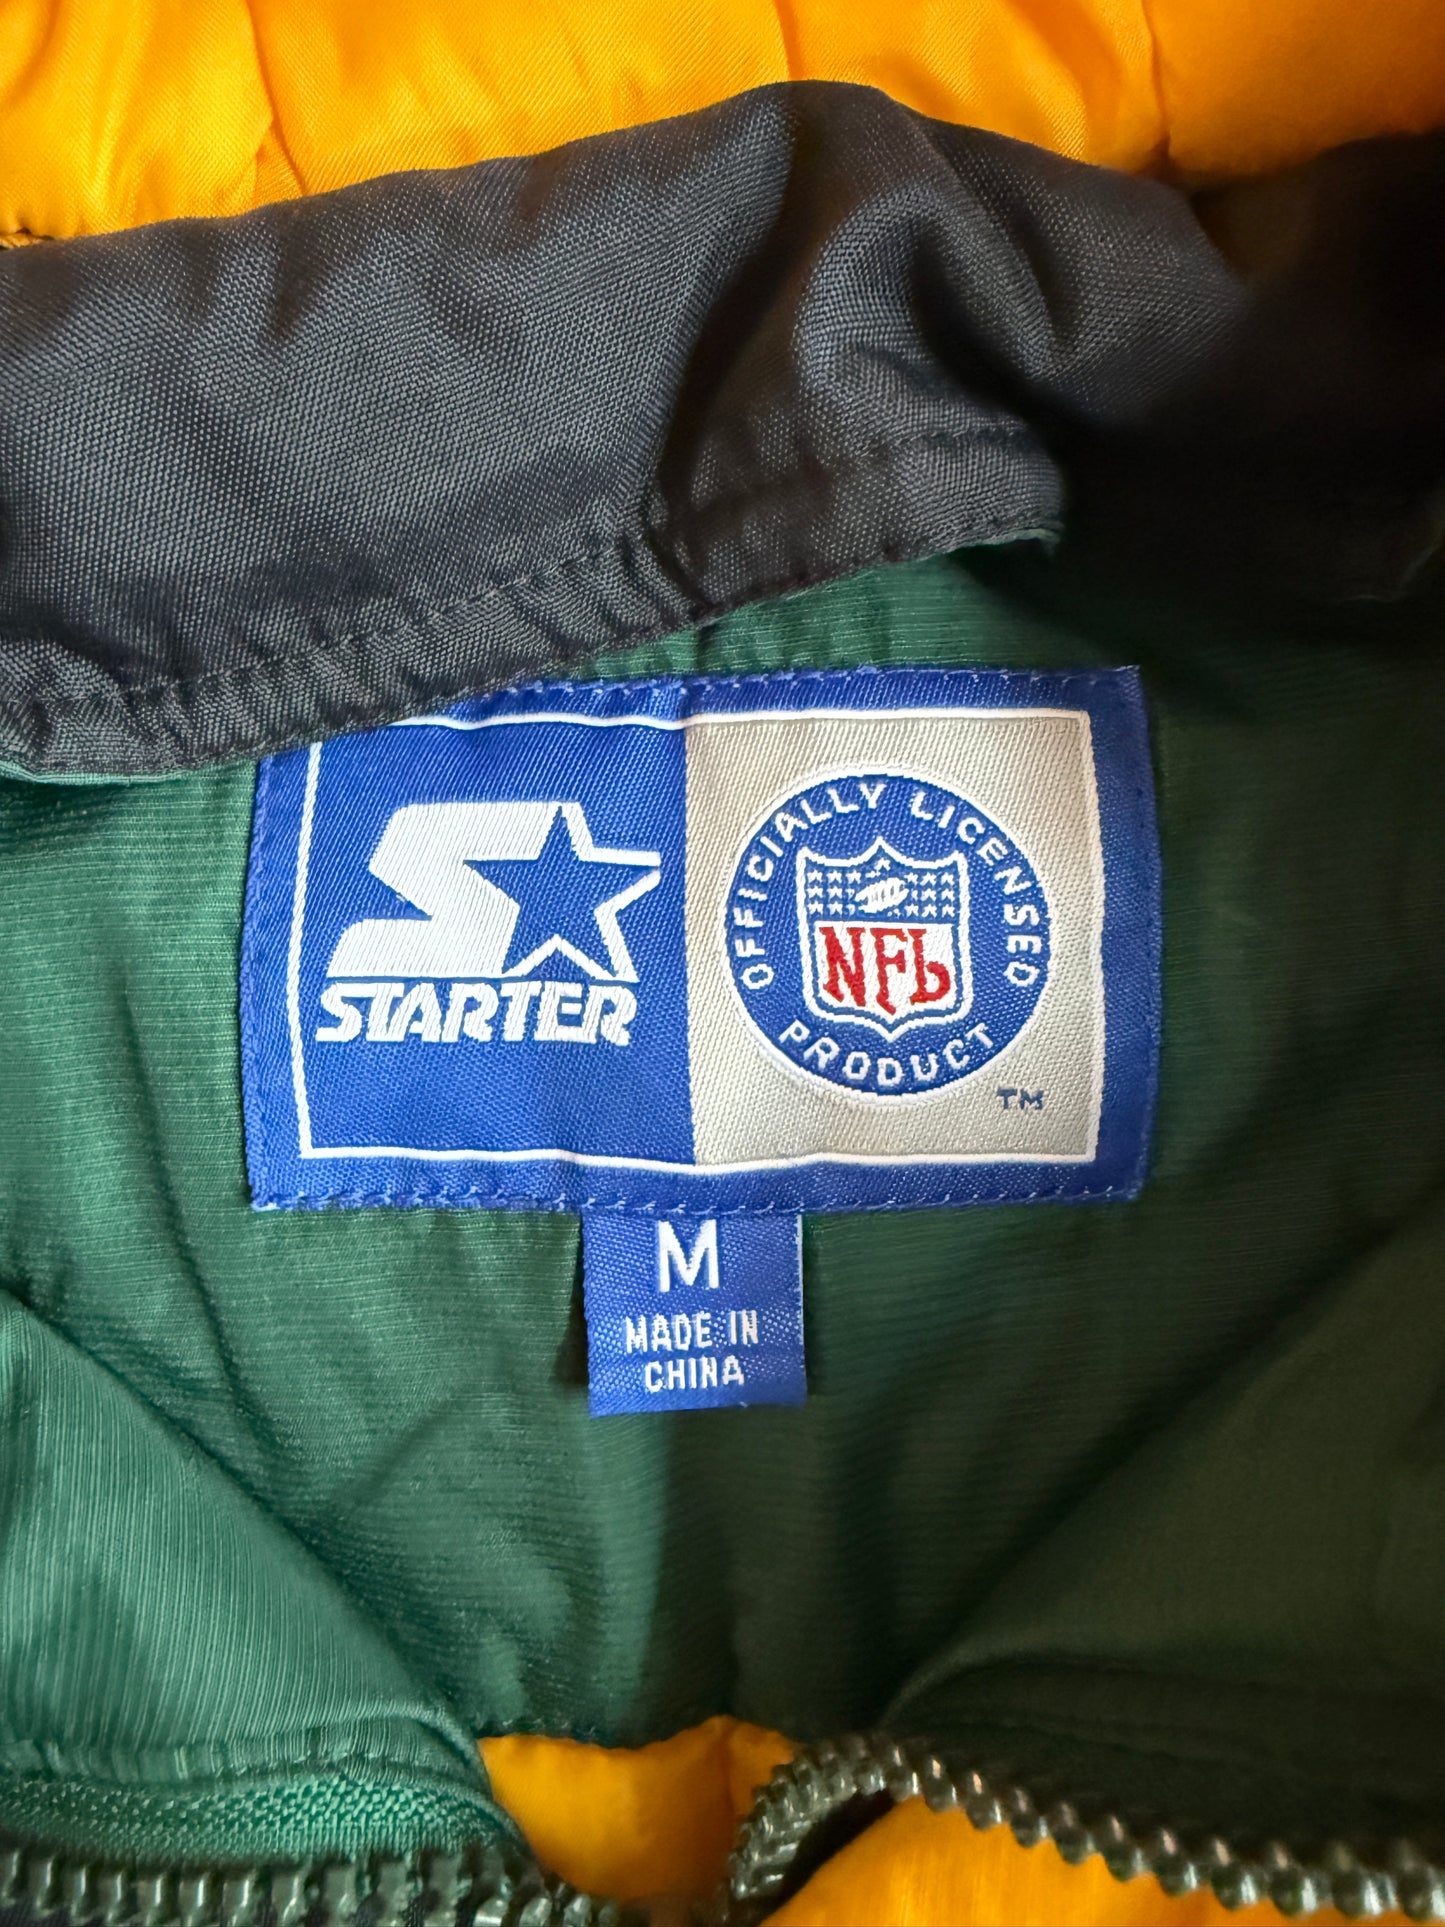 STARTER
OFFICIALLY LICENSED
NFL
PRODUCT
TM
M
MADE IN
CHINA